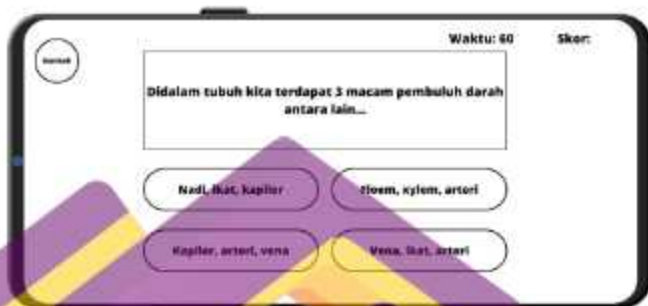 Waktu: 60 Skor:
Didalam tubuh kita terdapat 3 macam pembuluh darah
antara lain...
Nadi, ikat, kapiler
Floem, xylem, arteri
Kapiler, arteri, vena
Vena, ikat, arteri